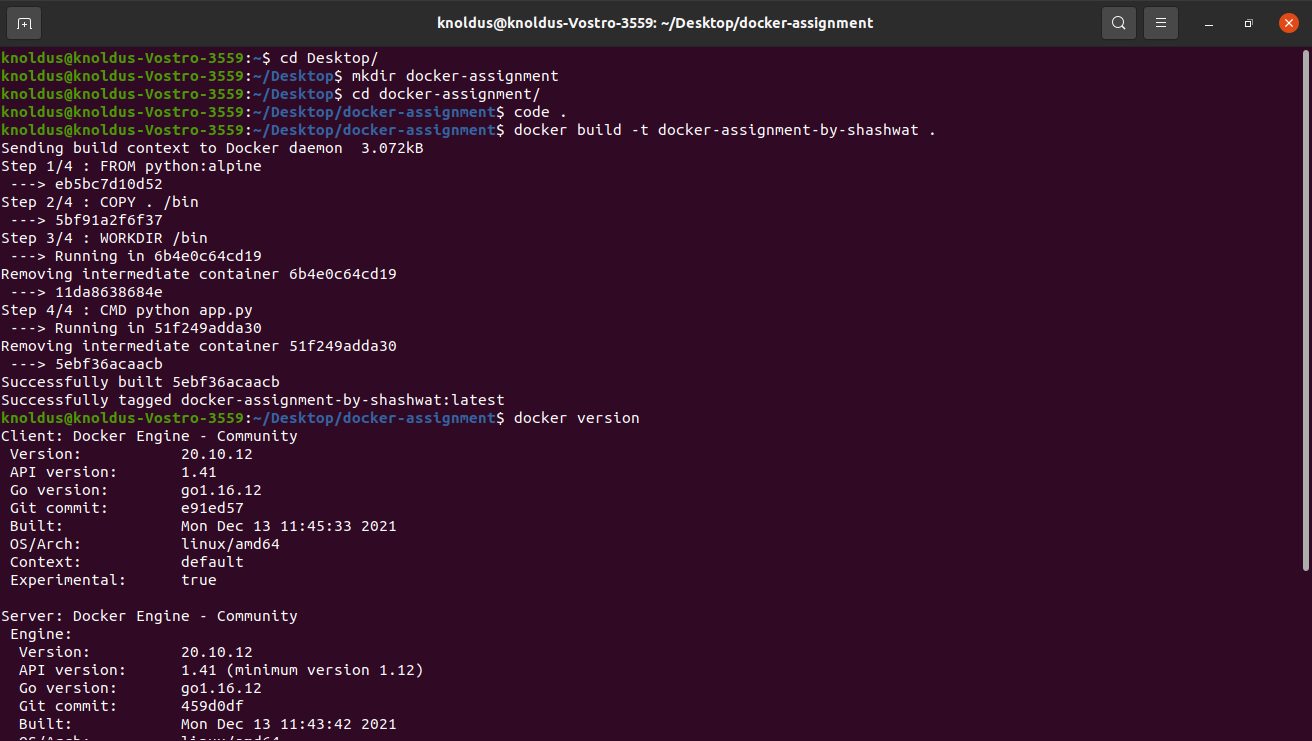 knoldus@knoldus-Vostro-3559: ~/Desktop/docker-assignment
knoldus@knoldus-Vostro-3559:~$ cd Desktop/
knoldus@knoldus-Vostro-3559:~/Desktop$ mkdir docker-assignment
knoldus@knoldus-Vostro-3559:~/Desktop$ cd docker-assignment/
knoldus@knoldus-Vostro-3559:~/Desktop/docker-assignment$ code .
knoldus@knoldus-Vostro-3559:~/Desktop/docker-assignment$ docker build -t docker-assignment-by-shashwat .
Sending build context to Docker daemon  3.072kB
Step 1/4 : FROM python:alpine
 ---> eb5bc7d10d52
Step 2/4 : COPY . /bin
 ---> 5bf91a2f6f37
Step 3/4 : WORKDIR /bin
 ---> Running in 6b4e0c64cd19
Removing intermediate container 6b4e0c64cd19
 ---> 11da8638684e
Step 4/4 : CMD python app.py
 ---> Running in 51f249adda30
Removing intermediate container 51f249adda30
 ---> 5ebf36acaacb
Successfully built 5ebf36acaacb
Successfully tagged docker-assignment-by-shashwat:latest
knoldus@knoldus-Vostro-3559:~/Desktop/docker-assignment$ docker version
Client: Docker Engine - Community
 Version:           20.10.12
 API version:       1.41
 Go version:        go1.16.12
 Git commit:        e91ed57
 Built:             Mon Dec 13 11:45:33 2021
 OS/Arch:           linux/amd64
 Context:           default
 Experimental:      true
Server: Docker Engine - Community
 Engine:
  Version:          20.10.12
  API version:      1.41 (minimum version 1.12)
  Go version:       go1.16.12
  Git commit:       459d0df
  Built:            Mon Dec 13 11:43:42 2021
  OS/Arch:          linux/amd64